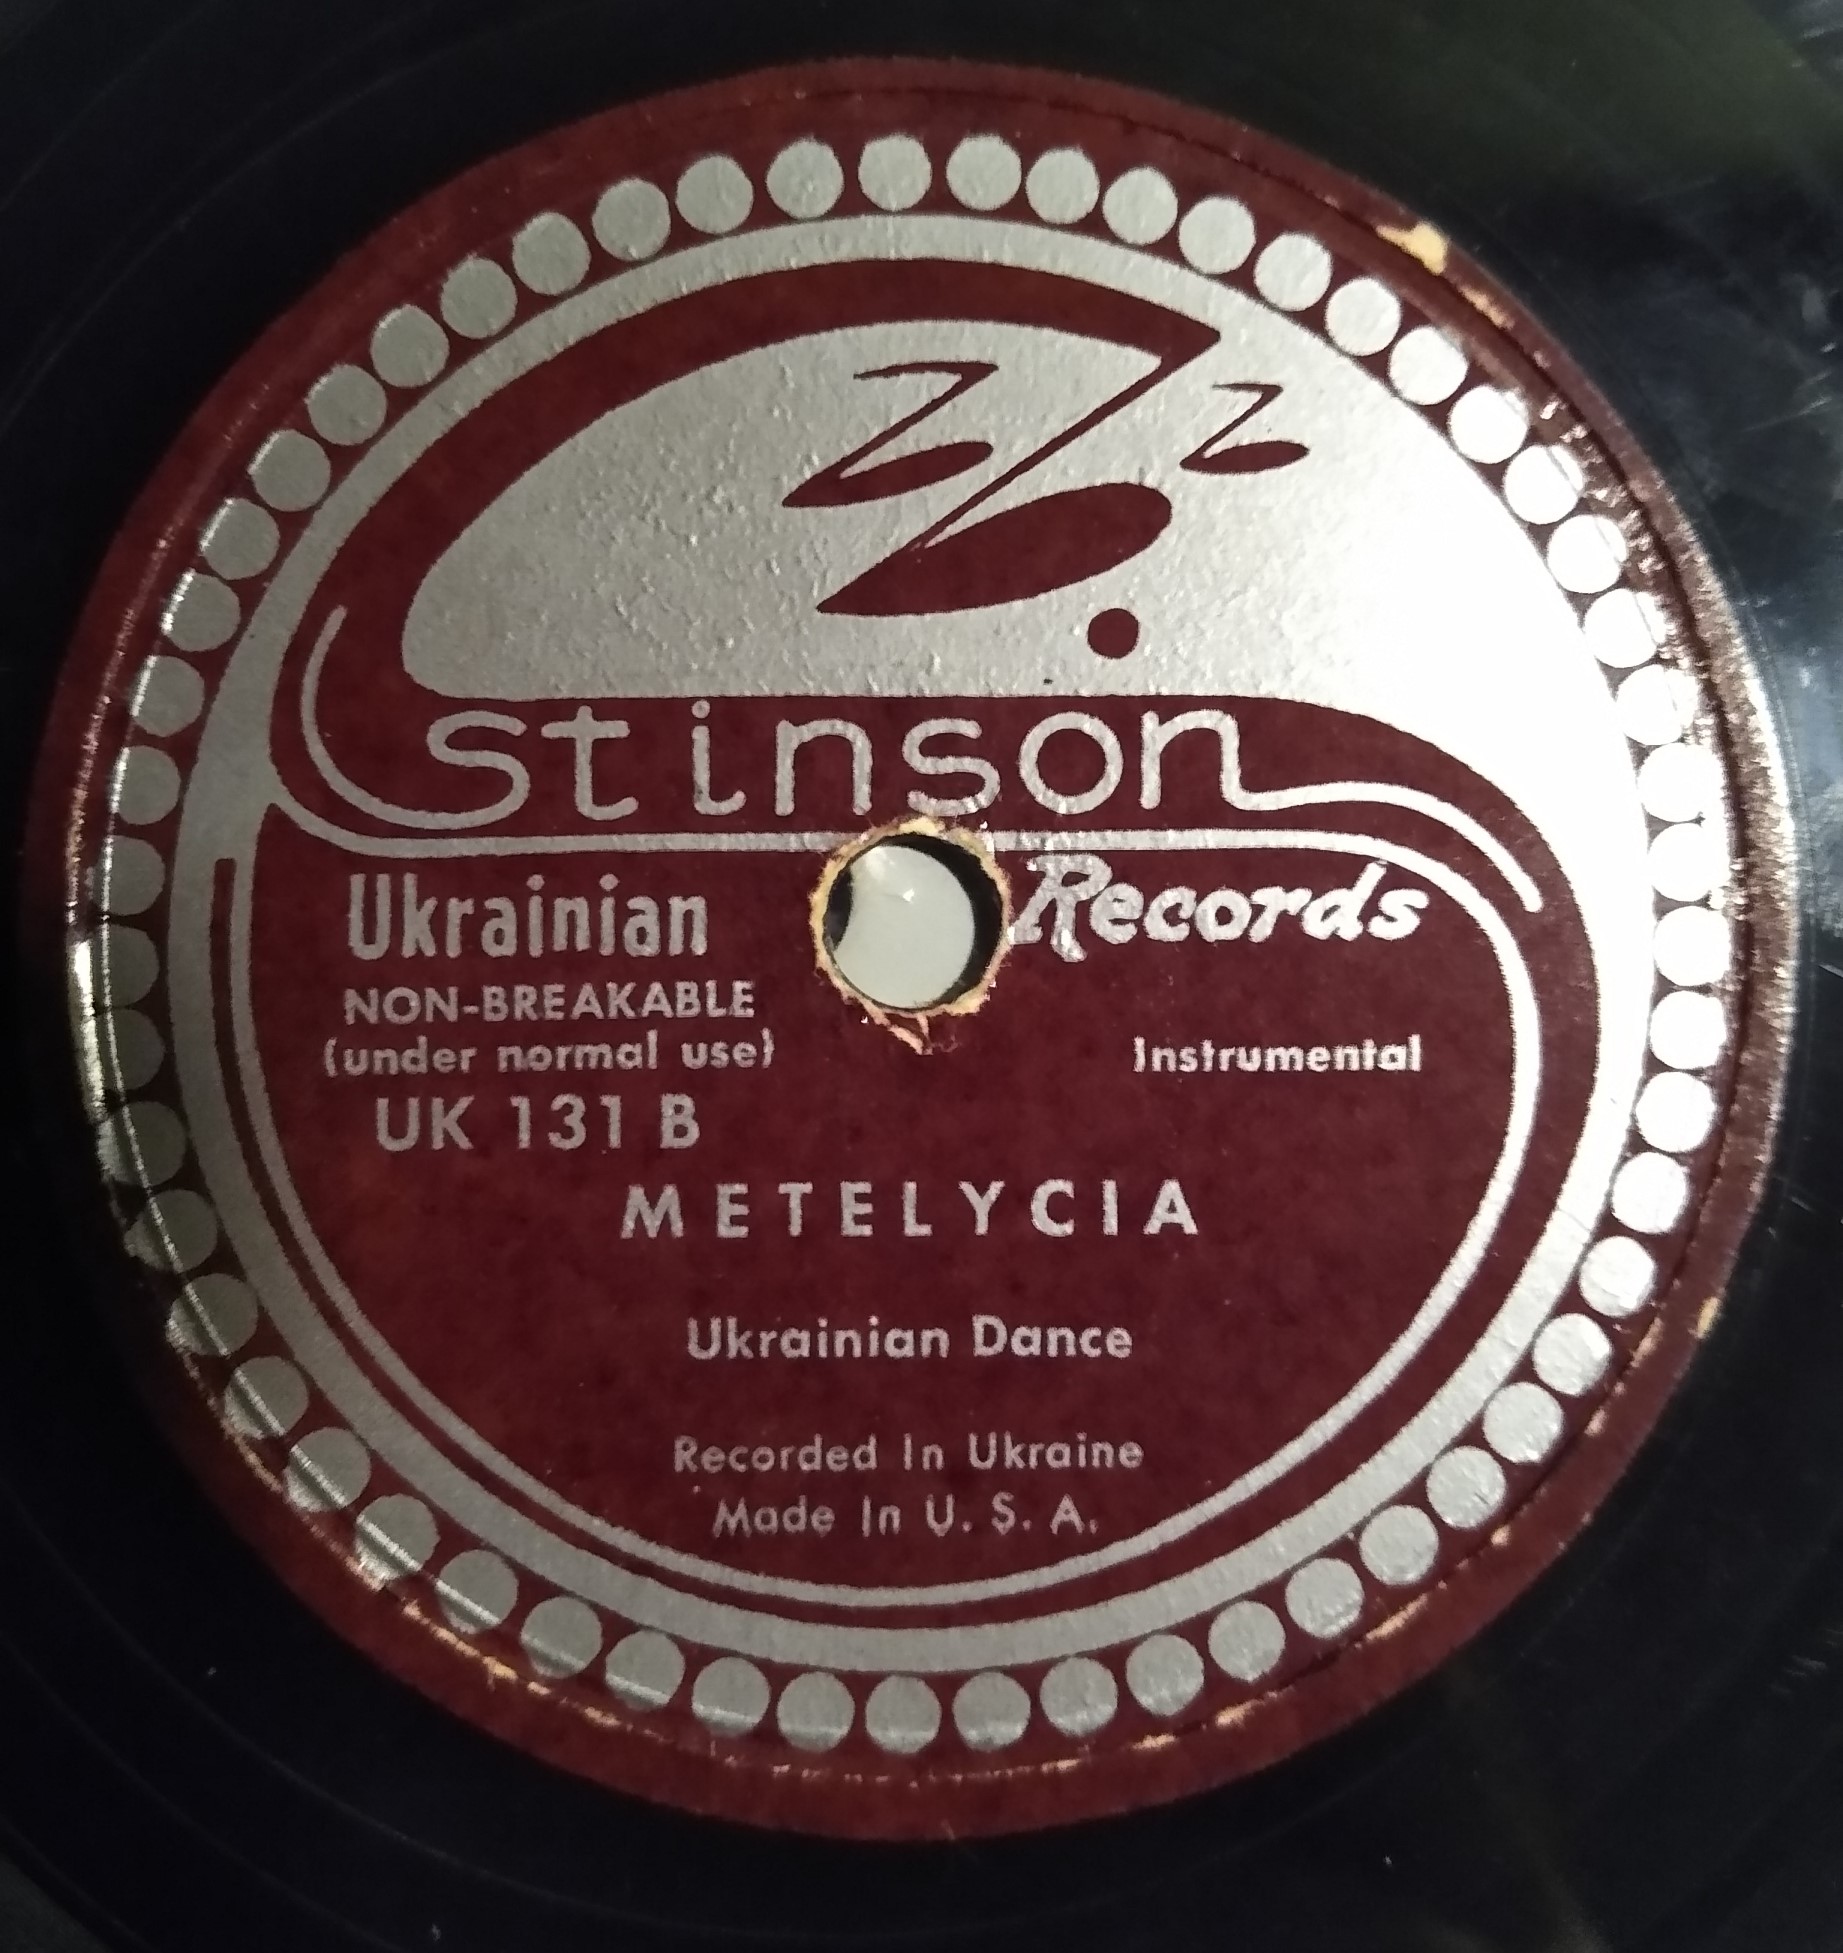 Stinson
Records
Ukrainian
NON-BREAKABLE
(under normal use)
Instrumental
UK 131 B
METELYCIA
Ukrainian Dance
Recorded In Ukraine
Made In U. S. A.